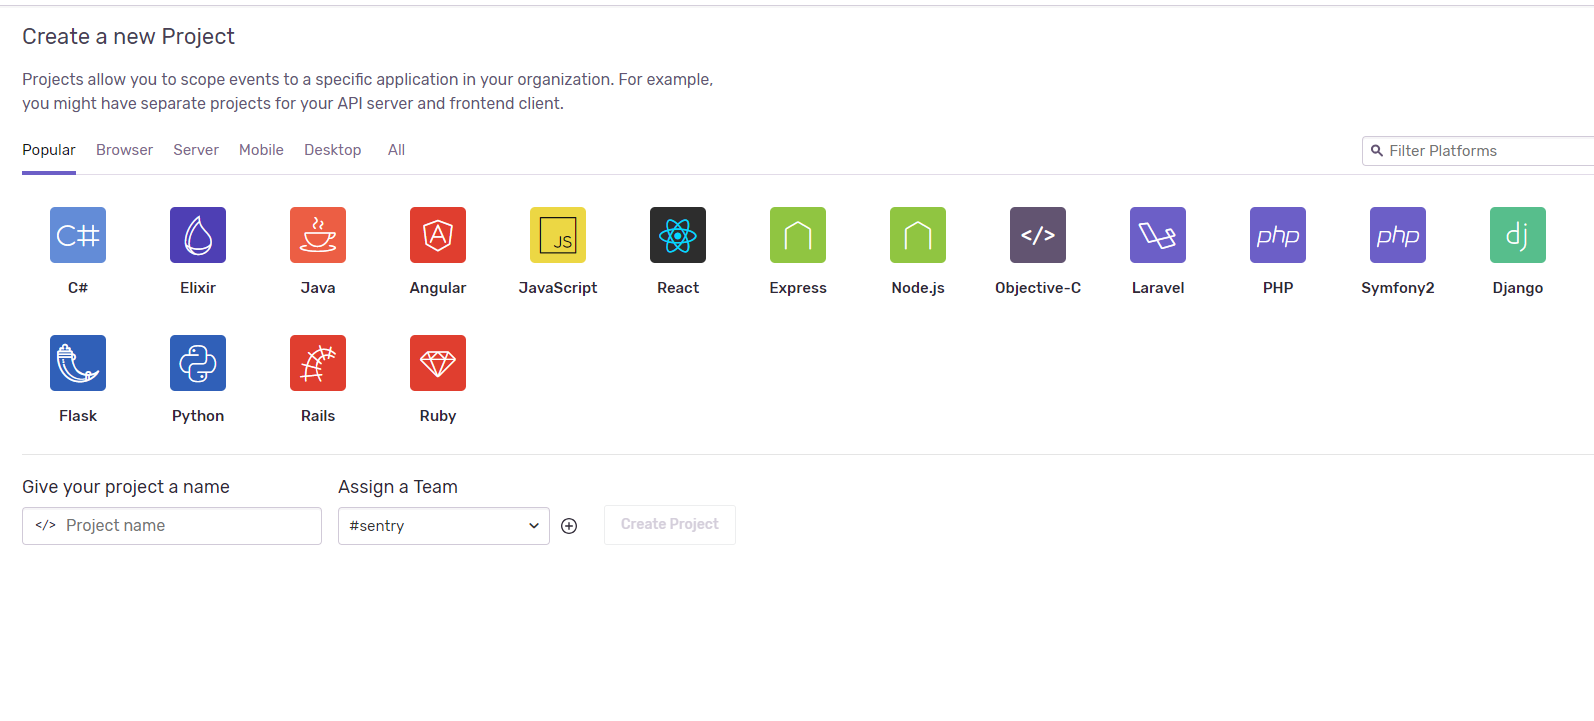 Create a new Project
Projects allow you to scope events to a specific application in your organization. For example,
you might have separate projects for your API server and frontend client.
Popular Browser Server Mobile Desktop All
Filter Platforms
C# JS </> php php dj
C# Elixir Java Angular JavaScript React Express Node.js Objective-C Laravel PHP Symfony2 Django
Flask Python Rails Ruby
Give your project a name Assign a Team
</> Project name #sentry Create Project